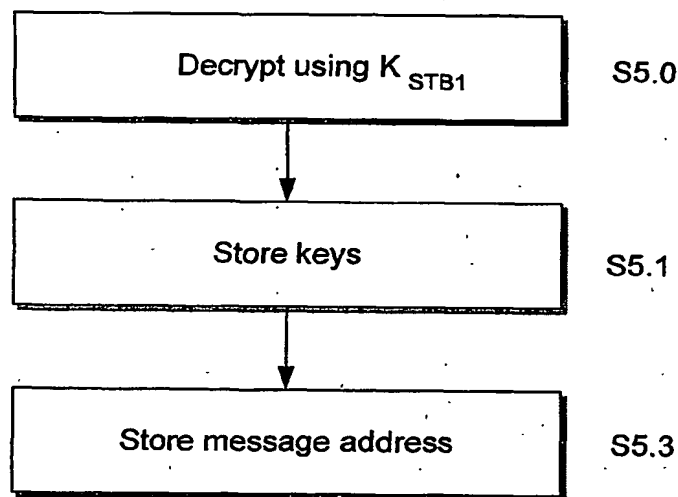 Decrypt using K STB1 S5.0
Store keys S5.1
Store message address S5.3